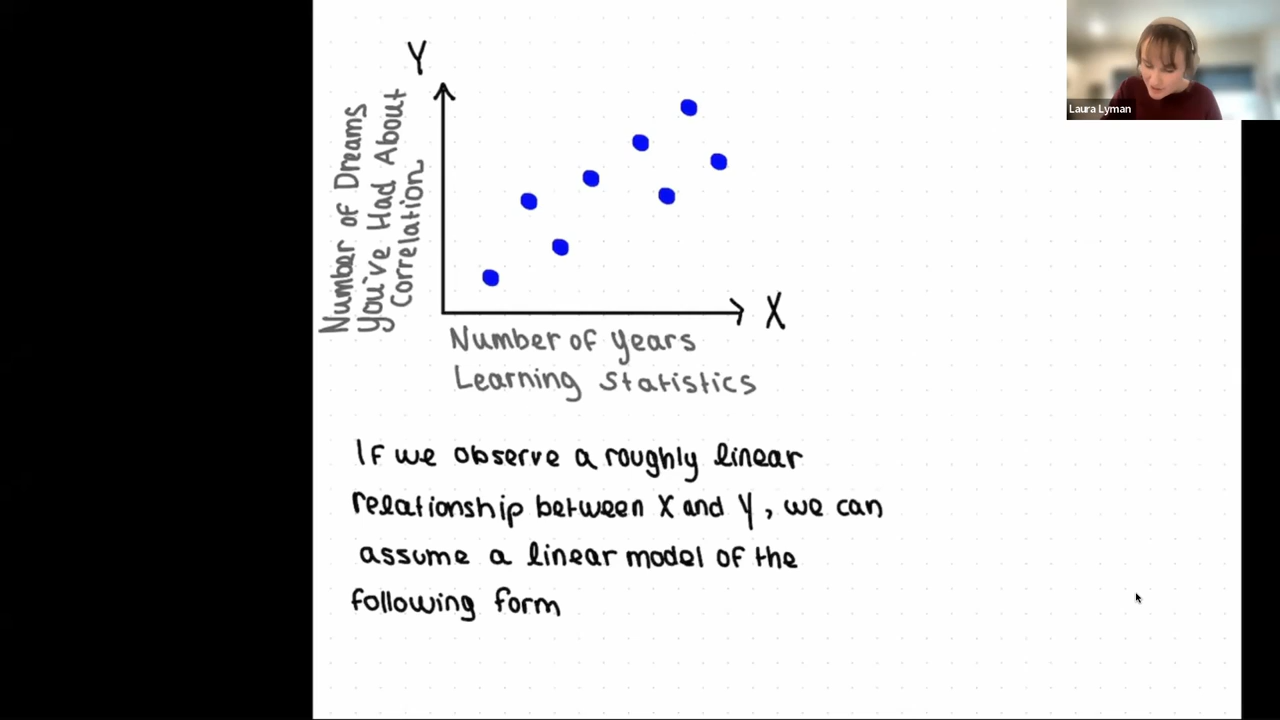 Y
Laura Lyman
Number of Dreams
You've Had About
Correlation
X
Number of Years
Learning Statistics
If we observe a roughly linear
relationship between X and Y, we can
assume a linear model of the
following form